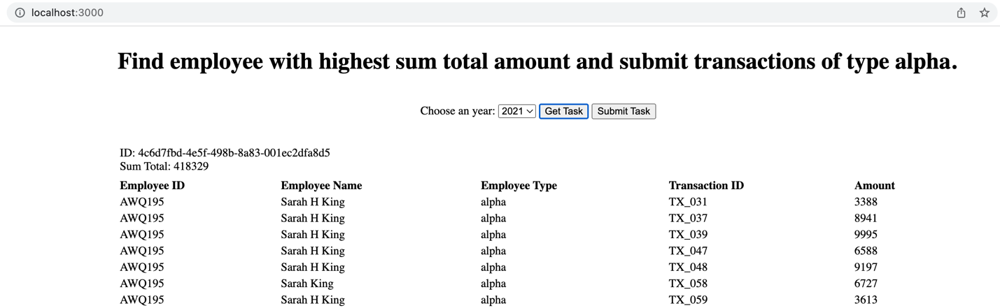 localhost:3000
Find employee with highest sum total amount and submit transactions of type alpha.
Choose an year: 2021 Get Task Submit Task
ID: 4c6d7fbd-4e5f-498b-8a83-001ec2dfa8d5
Sum Total: 418329
Employee ID Employee Name Employee Type Transaction ID Amount
AWQ195 Sarah H King alpha TX_031 3388
AWQ195 Sarah H King alpha TX_037 8941
AWQ195 Sarah H King alpha TX_039 9995
AWQ195 Sarah H King alpha TX_047 6588
AWQ195 Sarah H King alpha TX_048 9197
AWQ195 Sarah King alpha TX_058 6727
AWQ195 Sarah H King alpha TX_059 3613